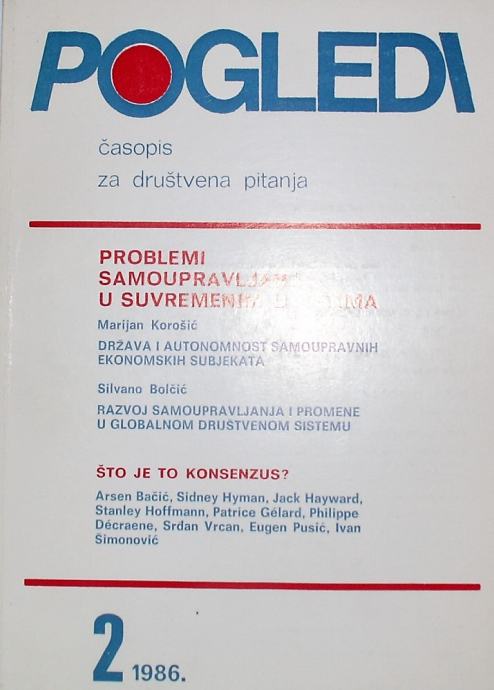 POGLEDI
časopis
za društvena pitanja
PROBLEMI
SAMOUPRAVLJANJA
U SUVREMENIM
Marijan Korošić
DRŽAVA I AUTONOMNOST SAMOUPRAVNIH
EKONOMSKIH SUBJEKATA
Silvano Bolčić
RAZVOJ SAMOUPRAVLJANJA I PROMENE
U GLOBALNOM DRUŠTVENOM SISTEMU
ŠTO JE TO KONSENZUS?
Arsen Bačić, Sidney Hyman, Jack Hayward,
Stanley Hoffmann, Patrice Gélard, Philippe
Décraene, Srdan Vrcan, Eugen Pusić, Ivan
Šimonović
2 1986.